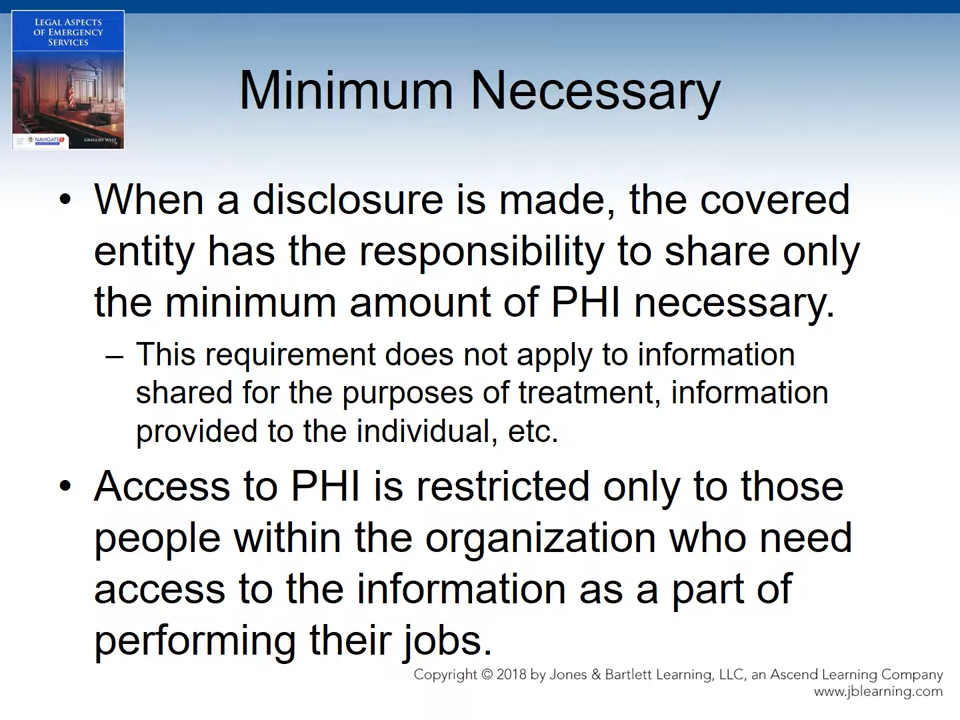 LEGAL ASPECTS
OF EMERGENCY
SERVICES
NAVIGATE
GREGORY WEST
Minimum Necessary
• When a disclosure is made, the covered
entity has the responsibility to share only
the minimum amount of PHI necessary.
– This requirement does not apply to information
shared for the purposes of treatment, information
provided to the individual, etc.
• Access to PHI is restricted only to those
people within the organization who need
access to the information as a part of
performing their jobs.
Copyright © 2018 by Jones & Bartlett Learning, LLC, an Ascend Learning Company
www.jblearning.com